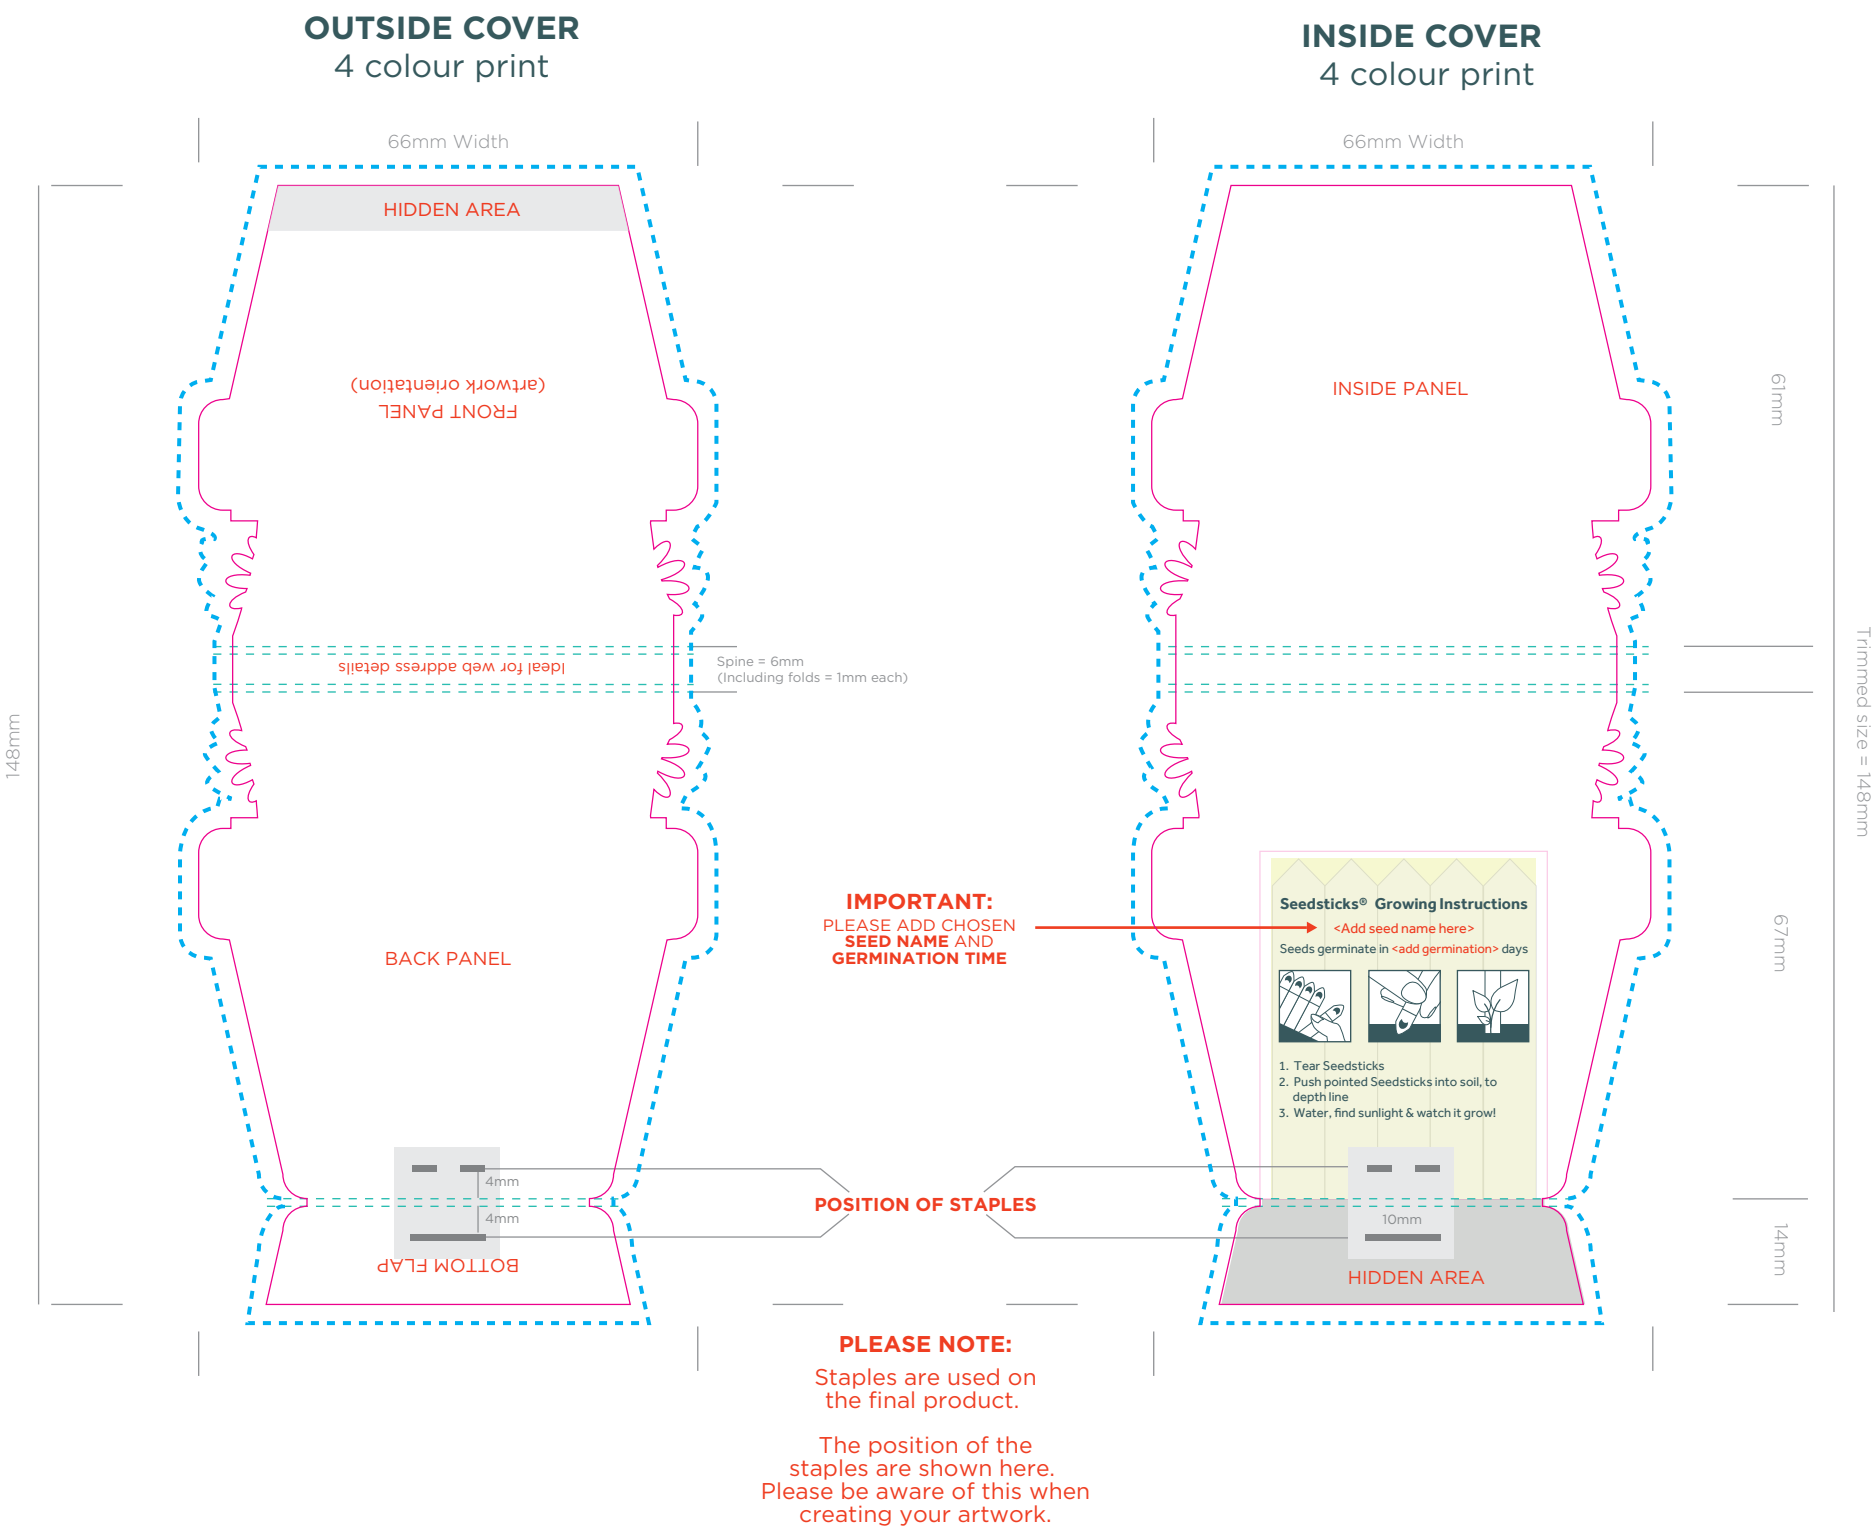 OUTSIDE COVER
4 colour print
66mm Width
HIDDEN AREA
FRONT PANEL
(artwork orientation)
Ideal for web address details
Spine = 6mm
(Including folds = 1mm each)
148mm
BACK PANEL
4mm
4mm
BOTTOM FLAP
INSIDE COVER
4 colour print
66mm Width
INSIDE PANEL
61mm
Trimmed size = 148mm
67mm
14mm
IMPORTANT:
PLEASE ADD CHOSEN
SEED NAME AND
GERMINATION TIME
Seedsticks® Growing Instructions
<Add seed name here>
Seeds germinate in <add germination> days
1. Tear Seedsticks
2. Push pointed Seedsticks into soil, to
depth line
3. Water, find sunlight & watch it grow!
POSITION OF STAPLES
10mm
HIDDEN AREA
PLEASE NOTE:
Staples are used on
the final product.
The position of the
staples are shown here.
Please be aware of this when
creating your artwork.